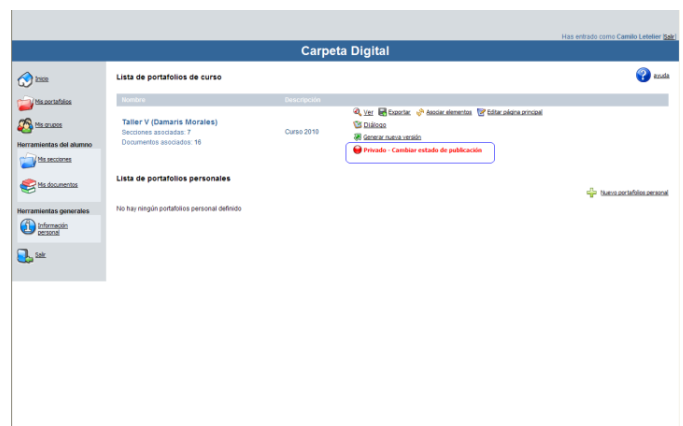 Has entrado como Camilo Letelier (Salir)
Carpeta Digital
Inicio
Mis portafolios
Mis grupos
Herramientas del alumno
Mis secciones
Mis documentos
Herramientas generales
Información
personal
Salir
Lista de portafolios de curso
ayuda
Nombre Descripción
Taller V (Damaris Morales)
Secciones asociadas: 7
Documentos asociados: 16
Curso 2010
Ver Exportar Asociar elementos Editar página principal
Diálogo
Generar nueva versión
Privado - Cambiar estado de publicación
Lista de portafolios personales
Nuevo portafolios personal
No hay ningún portafolios personal definido